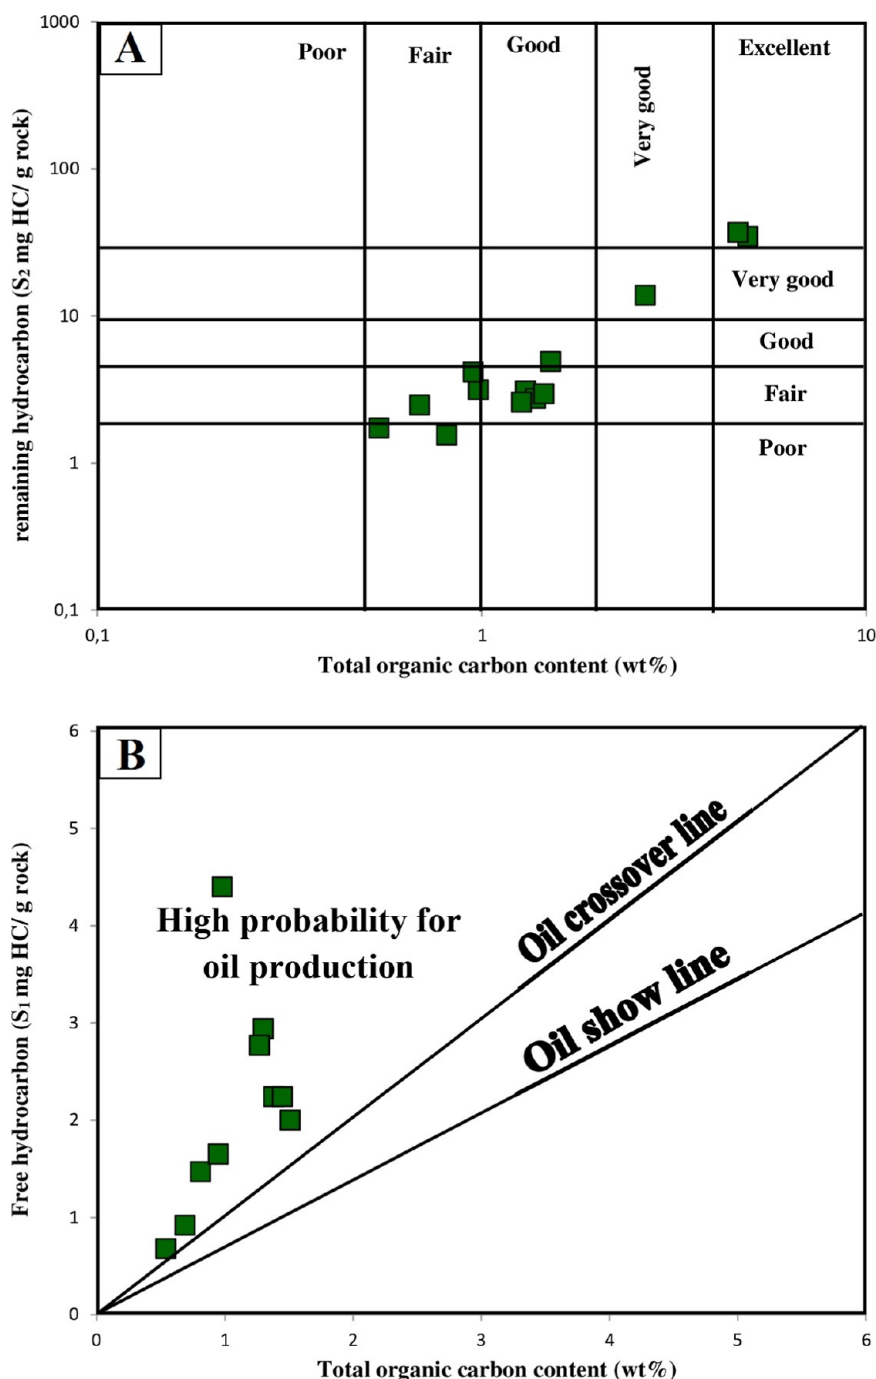 1000
A
Poor
Fair
Good
Very good
Excellent
100
Very good
10
Good
Fair
Poor
1
0,1
0,1
1
10
remaining hydrocarbon (S₂ mg HC/ g rock)
Total organic carbon content (wt%)
6
B
5
4
3
2
1
0
High probability for
oil production
Oil crossover line
Oil show line
Free hydrocarbon (S₁ mg HC/ g rock)
0
1
2
3
4
5
6
Total organic carbon content (wt%)